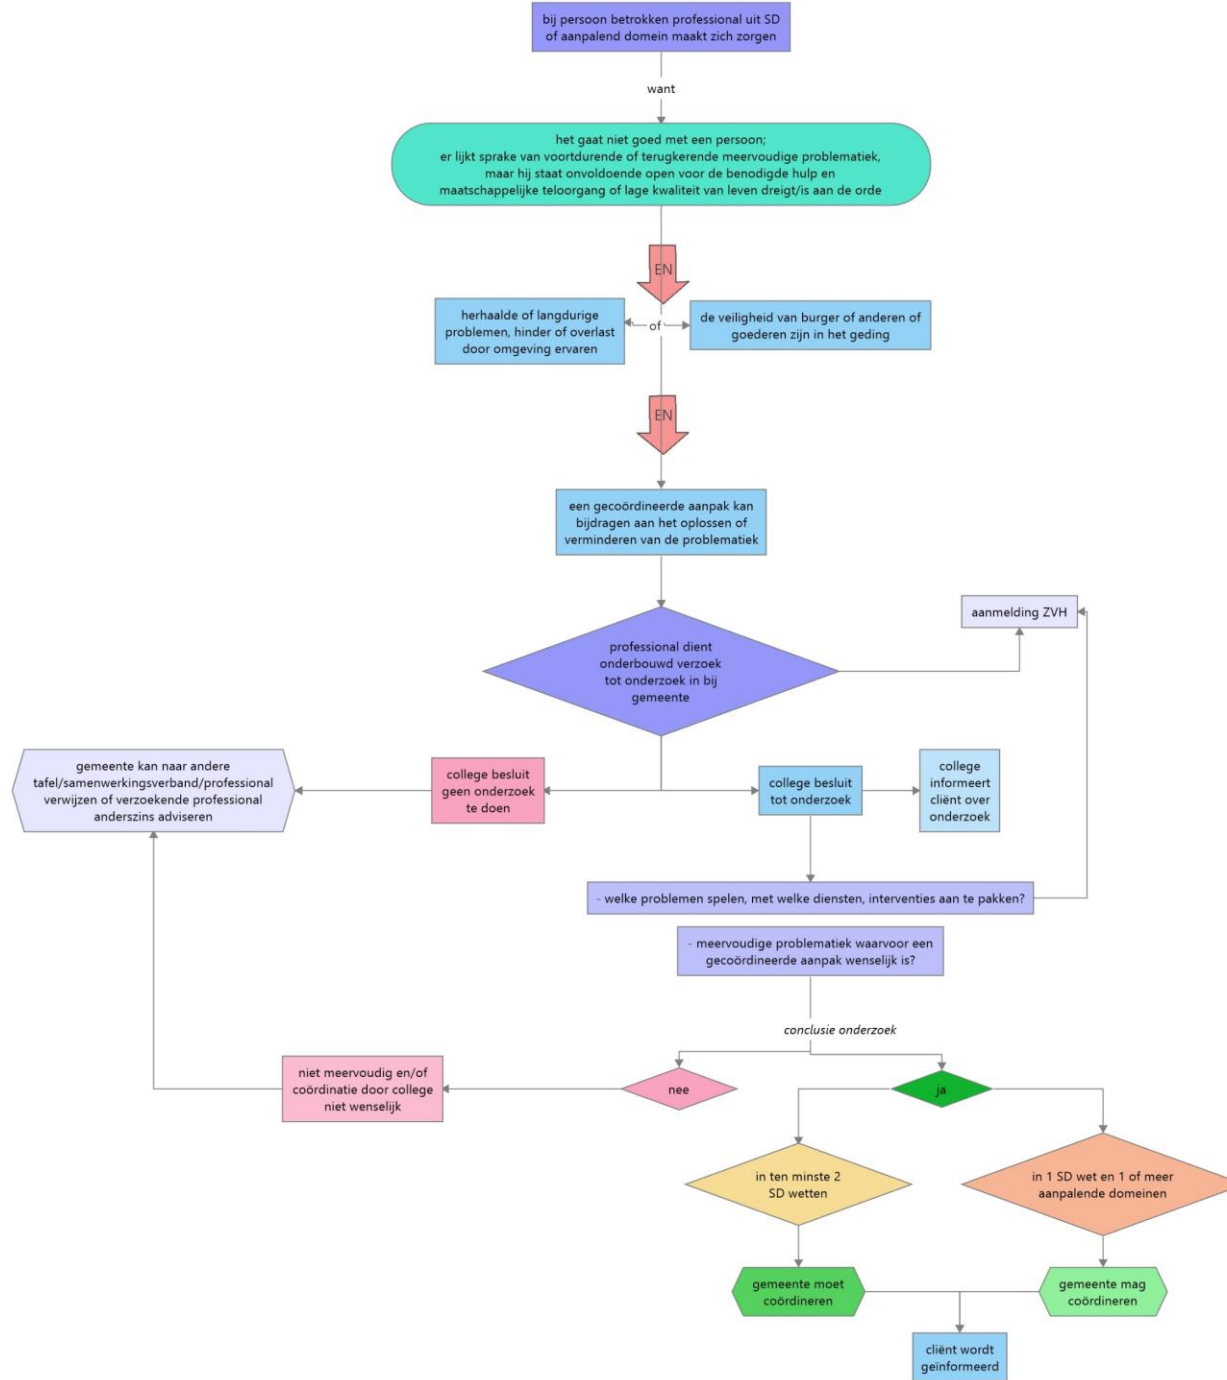 bij persoon betrokken professional uit SD
of aanpalend domein maakt zich zorgen
want
het gaat niet goed met een persoon;
er lijkt sprake van voortdurende of terugkerende meervoudige problematiek,
maar hij staat onvoldoende open voor de benodigde hulp en
maatschappelijke teloorgang of lage kwaliteit van leven dreigt/is aan de orde
EN
herhaalde of langdurige
problemen, hinder of overlast
door omgeving ervaren
of
de veiligheid van burger of anderen of
goederen zijn in het geding
EN
een gecoördineerde aanpak kan
bijdragen aan het oplossen of
verminderen van de problematiek
aanmelding ZVH
professional dient
onderbouwd verzoek
tot onderzoek in bij
gemeente
gemeente kan naar andere
tafel/samenwerkingsverband/professional
verwijzen of verzoekende professional
anderszins adviseren
college besluit
geen onderzoek
te doen
college besluit
tot onderzoek
college
informeert
cliënt over
onderzoek
- welke problemen spelen, met welke diensten, interventies aan te pakken?
- meervoudige problematiek waarvoor een
gecoördineerde aanpak wenselijk is?
conclusie onderzoek
niet meervoudig en/of
coördinatie door college
niet wenselijk
nee
ja
in ten minste 2
SD wetten
in 1 SD wet en 1 of meer
aanpalende domeinen
gemeente moet
coördineren
gemeente mag
coördineren
cliënt wordt
geïnformeerd